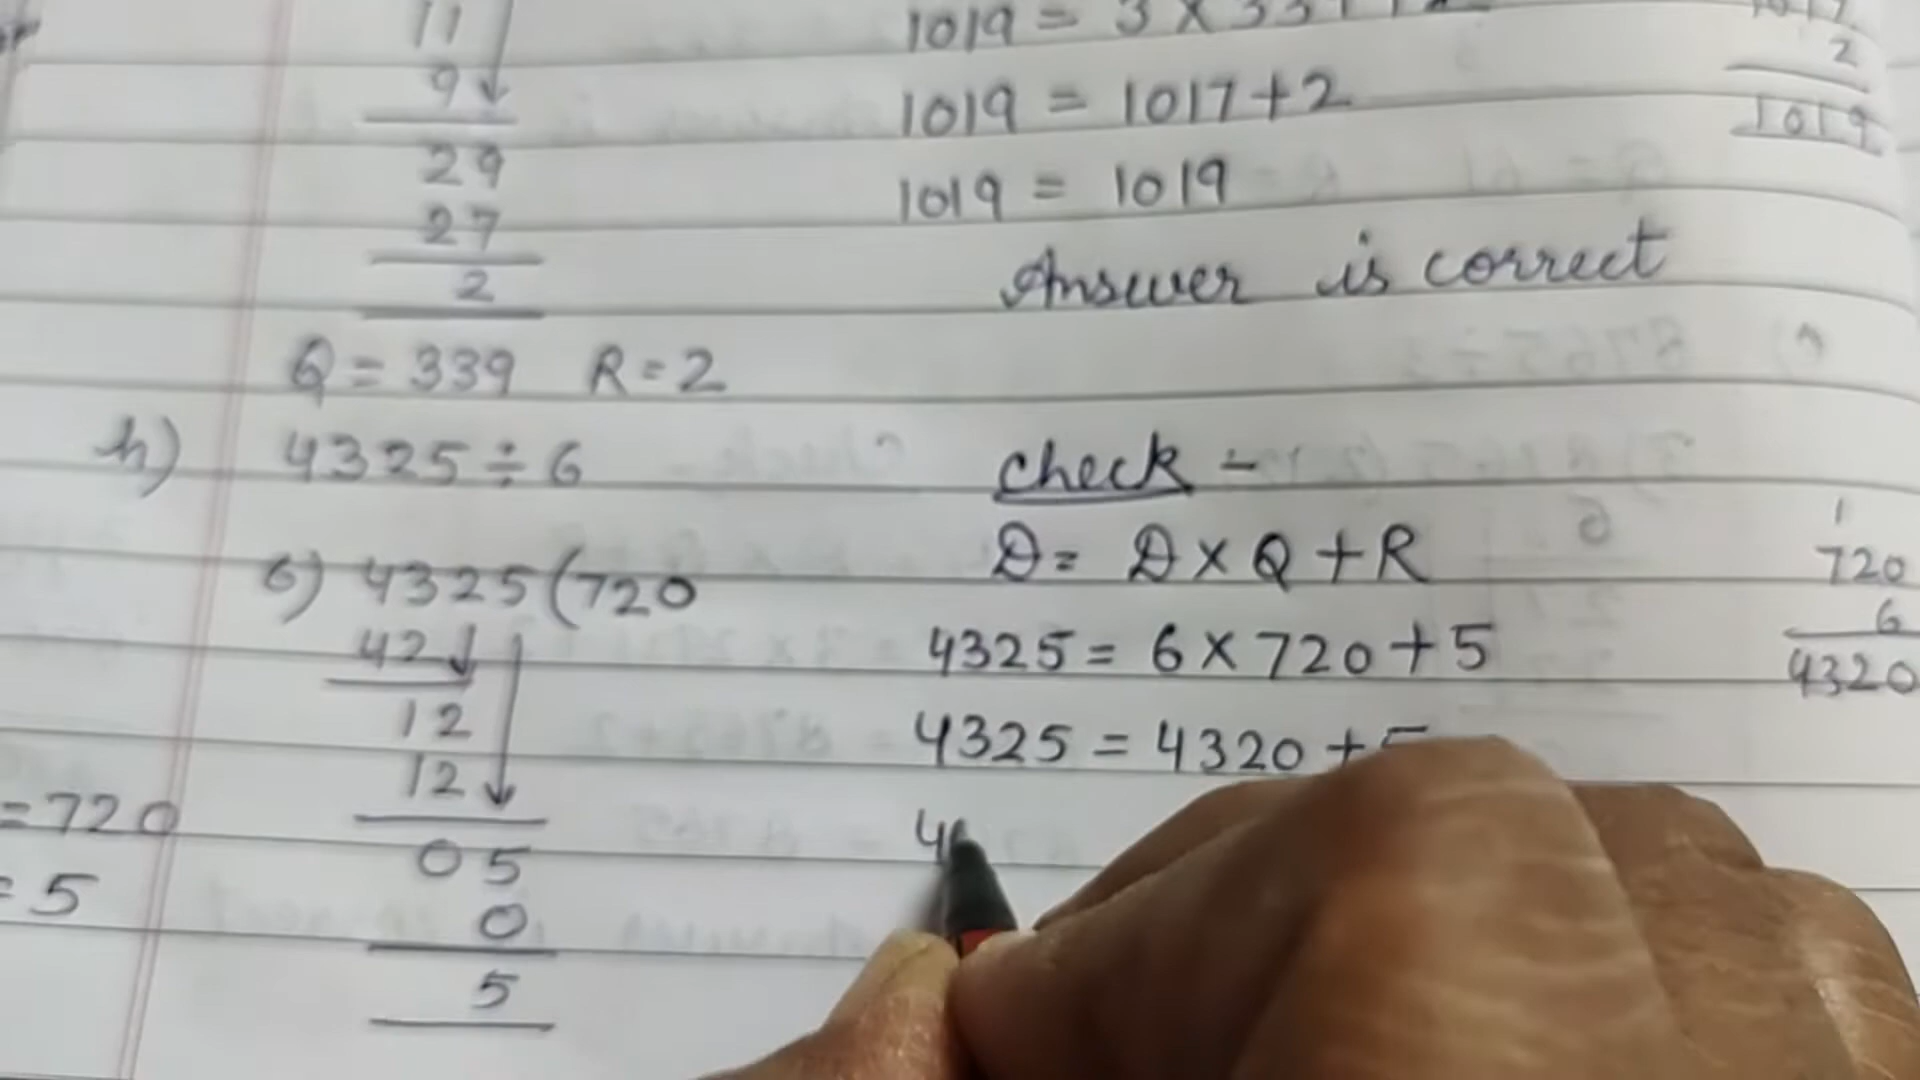 11
9
29
27
2
Q = 339 R = 2
1019 = 1017 + 2
2
1019
1019 = 1019
Answer is correct
h) 4325 ÷ 6
6) 4325 ( 720
42
12
12
05
0
5
= 720
= 5
Check -
D = D × Q + R
4325 = 6 × 720 + 5
4325 = 4320 + 5
4
1
720
6
4320